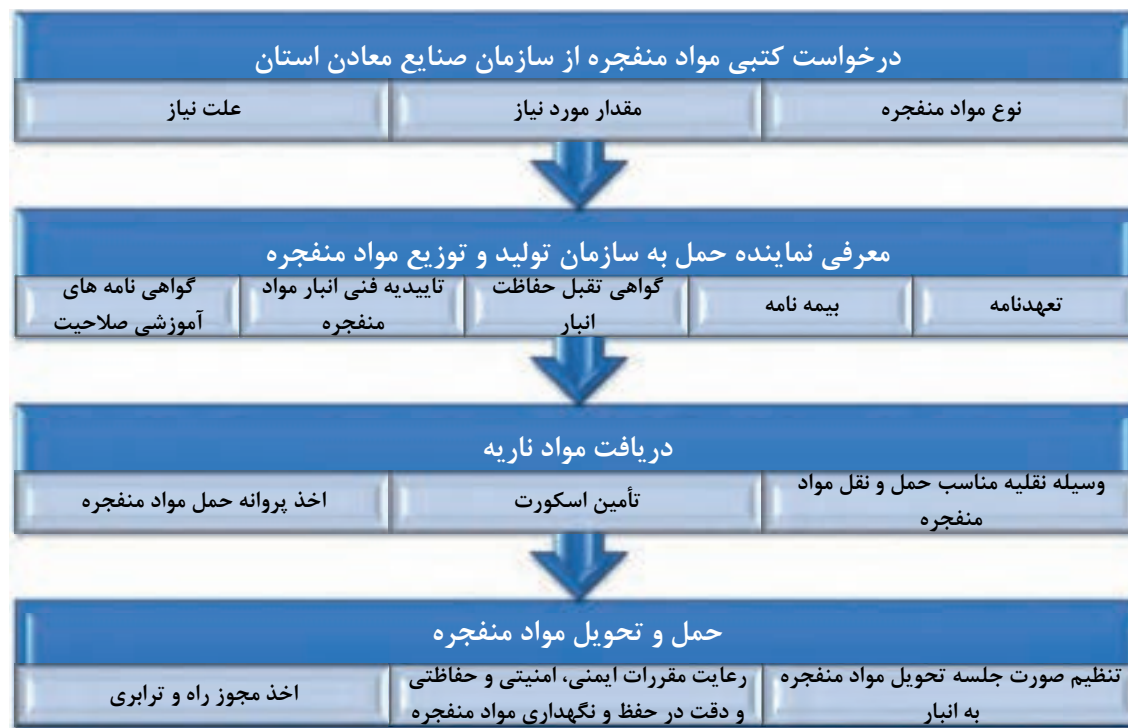 درخواست کتبی مواد منفجره از سازمان صنایع معادن استان
نوع مواد منفجره
مقدار مورد نیاز
علت نیاز
معرفی نماینده حمل به سازمان تولید و توزیع مواد منفجره
تعهدنامه
بیمه نامه
گواهی تقبل حفاظت
انبار
تاییدیه فنی انبار مواد
منفجره
گواهی نامه های
آموزشی صلاحیت
دریافت مواد ناریه
وسیله نقلیه مناسب حمل و نقل مواد
منفجره
تأمین اسکورت
اخذ پروانه حمل مواد منفجره
حمل و تحویل مواد منفجره
تنظیم صورت جلسه تحویل مواد منفجره
به انبار
رعایت مقررات ایمنی، امنیتی و حفاظتی
و دقت در حفظ و نگهداری مواد منفجره
اخذ مجوز راه و ترابری